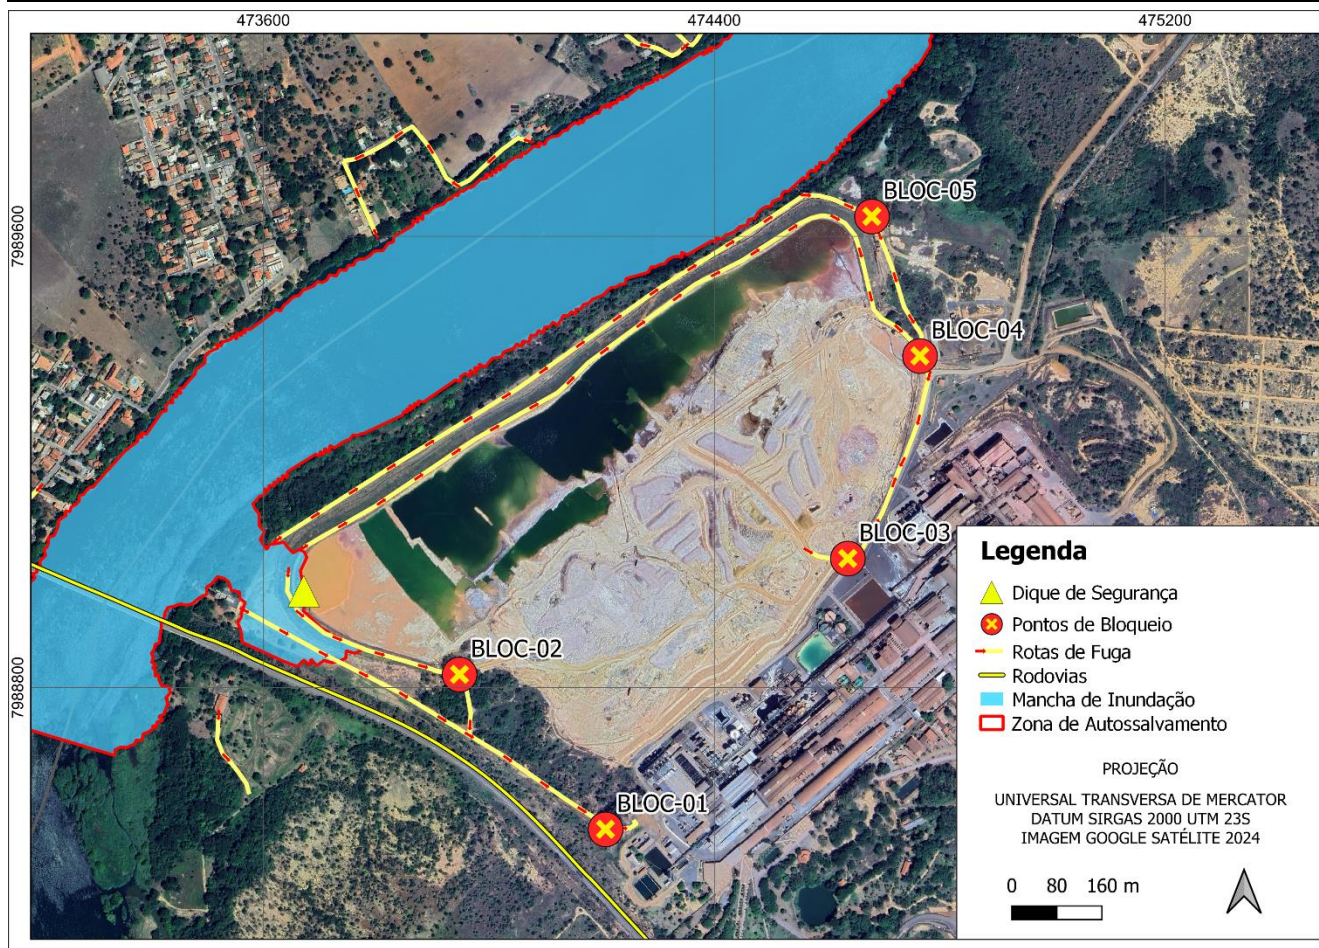 473600 474400 475200
7989600
7988800
BLOC-05
BLOC-04
BLOC-03
BLOC-02
BLOC-01
Legenda
Dique de Segurança
Pontos de Bloqueio
Rotas de Fuga
Rodovias
Mancha de Inundação
Zona de Autossalvamento
PROJEÇÃO
UNIVERSAL TRANSVERSA DE MERCATOR
DATUM SIRGAS 2000 UTM 23S
IMAGEM GOOGLE SATÉLITE 2024
0 80 160 m